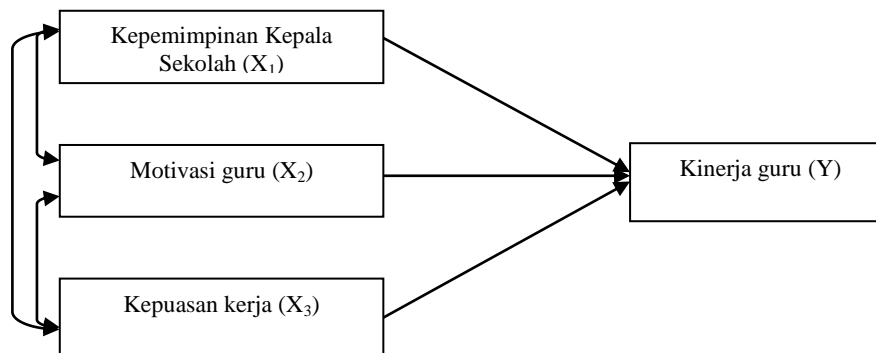 Kepemimpinan Kepala
Sekolah (X₁)
Motivasi guru (X₂)
Kinerja guru (Y)
Kepuasan kerja (X₃)